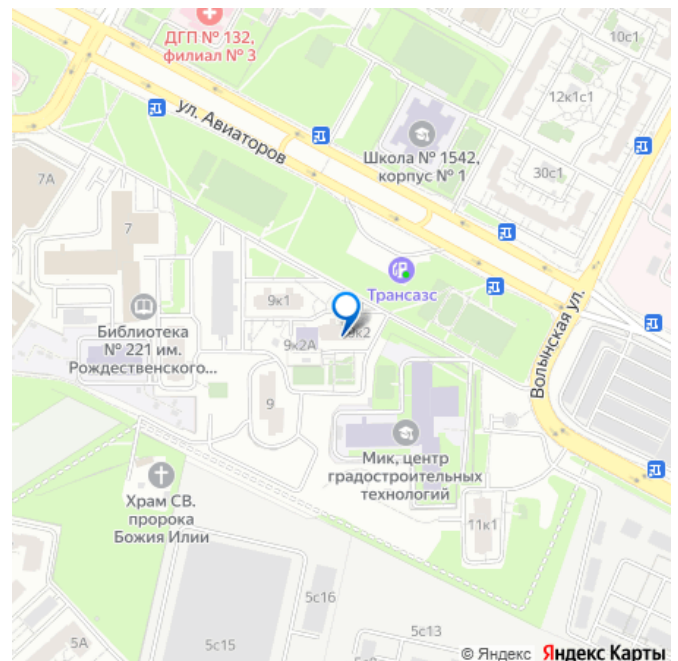 ДГП № 132,
филиал № 3
10с1
12к1с1
ул. Авиаторов
Школа № 1542,
корпус № 1
30с1
7А
7
Трансазс
9к1
9к2
9к2А
Библиотека
№ 221 им.
Рождественского...
Волынская ул.
9
Мик, центр
градостроительных
технологий
Храм СВ.
пророка
Божия Илии
11к1
5с16
5с13
5А
5с15
© Яндекс Яндекс Карты